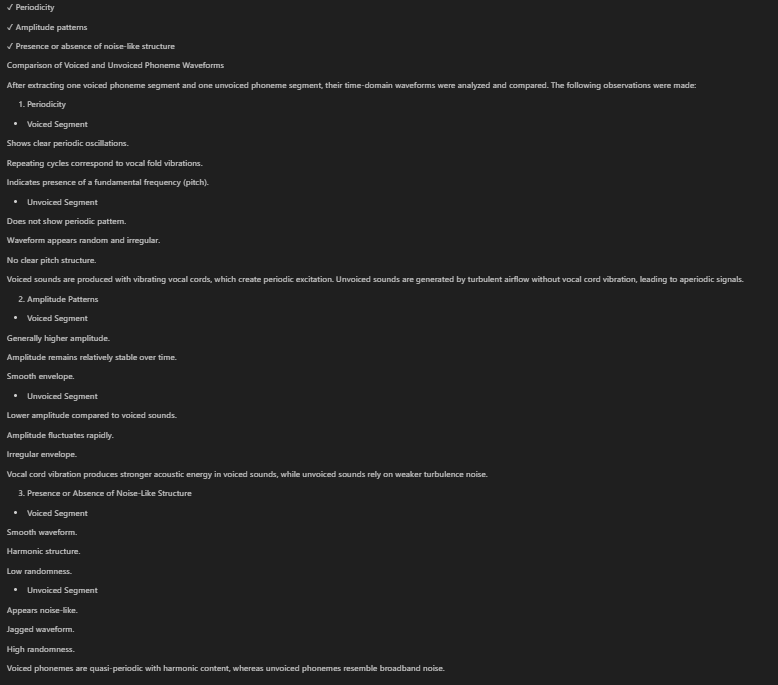 ✓ Periodicity
✓ Amplitude patterns
✓ Presence or absence of noise-like structure
Comparison of Voiced and Unvoiced Phoneme Waveforms
After extracting one voiced phoneme segment and one unvoiced phoneme segment, their time-domain waveforms were analyzed and compared. The following observations were made:
1. Periodicity
• Voiced Segment
Shows clear periodic oscillations.
Repeating cycles correspond to vocal fold vibrations.
Indicates presence of a fundamental frequency (pitch).
• Unvoiced Segment
Does not show periodic pattern.
Waveform appears random and irregular.
No clear pitch structure.
Voiced sounds are produced with vibrating vocal cords, which create periodic excitation. Unvoiced sounds are generated by turbulent airflow without vocal cord vibration, leading to aperiodic signals.
2. Amplitude Patterns
• Voiced Segment
Generally higher amplitude.
Amplitude remains relatively stable over time.
Smooth envelope.
• Unvoiced Segment
Lower amplitude compared to voiced sounds.
Amplitude fluctuates rapidly.
Irregular envelope.
Vocal cord vibration produces stronger acoustic energy in voiced sounds, while unvoiced sounds rely on weaker turbulence noise.
3. Presence or Absence of Noise-Like Structure
• Voiced Segment
Smooth waveform.
Harmonic structure.
Low randomness.
• Unvoiced Segment
Appears noise-like.
Jagged waveform.
High randomness.
Voiced phonemes are quasi-periodic with harmonic content, whereas unvoiced phonemes resemble broadband noise.